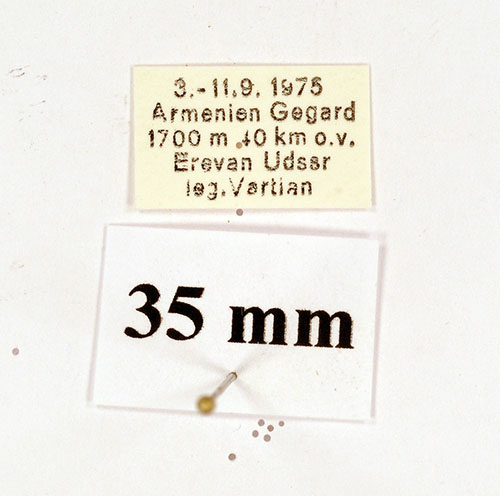 3.-11.9. 1975
Armenien Gegard
1700 m 40 km o.v.
Erevan Udssr
leg. Vartian
35 mm